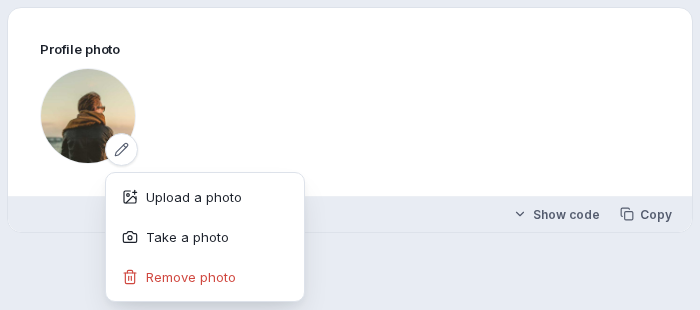 Profile photo
Upload a photo
Show code
Copy
Take a photo
Remove photo